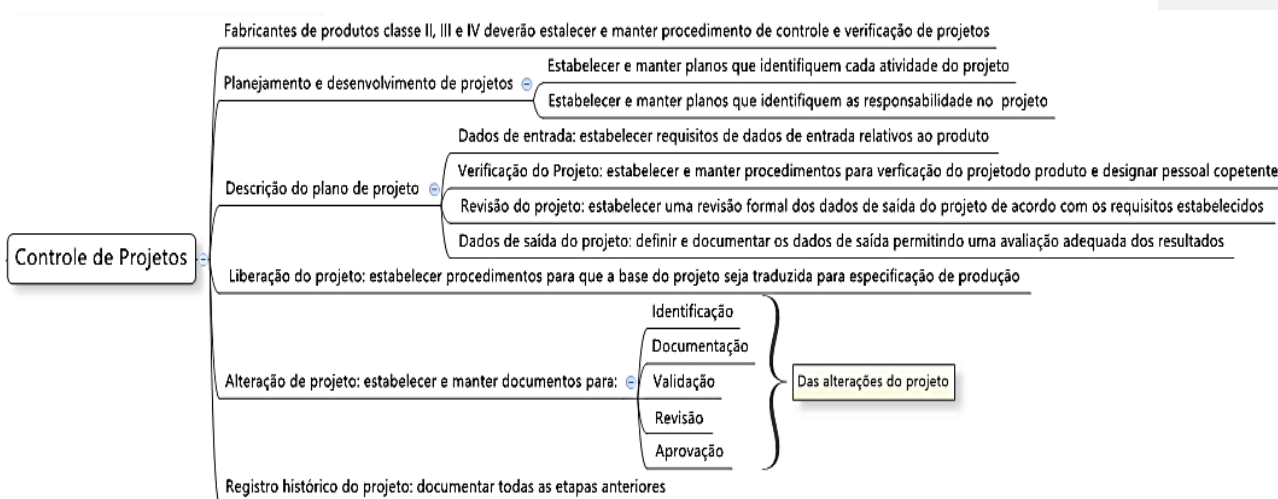 Fabricantes de produtos classe II, III e IV deverão estalecer e manter procedimento de controle e verificação de projetos
Planejamento e desenvolvimento de projetos
Estabelecer e manter planos que identifiquem cada atividade do projeto
Estabelecer e manter planos que identifiquem as responsabilidade no projeto
Descrição do plano de projeto
Dados de entrada: estabelecer requisitos de dados de entrada relativos ao produto
Verificação do Projeto: estabelecer e manter procedimentos para verficação do projetodo produto e designar pessoal copetente
Revisão do projeto: estabelecer uma revisão formal dos dados de saída do projeto de acordo com os requisitos estabelecidos
Dados de saída do projeto: definir e documentar os dados de saída permitindo uma avaliação adequada dos resultados
Controle de Projetos
Liberação do projeto: estabelecer procedimentos para que a base do projeto seja traduzida para especificação de produção
Alteração de projeto: estabelecer e manter documentos para:
Identificação
Documentação
Validação
Revisão
Aprovação
Das alterações do projeto
Registro histórico do projeto: documentar todas as etapas anteriores